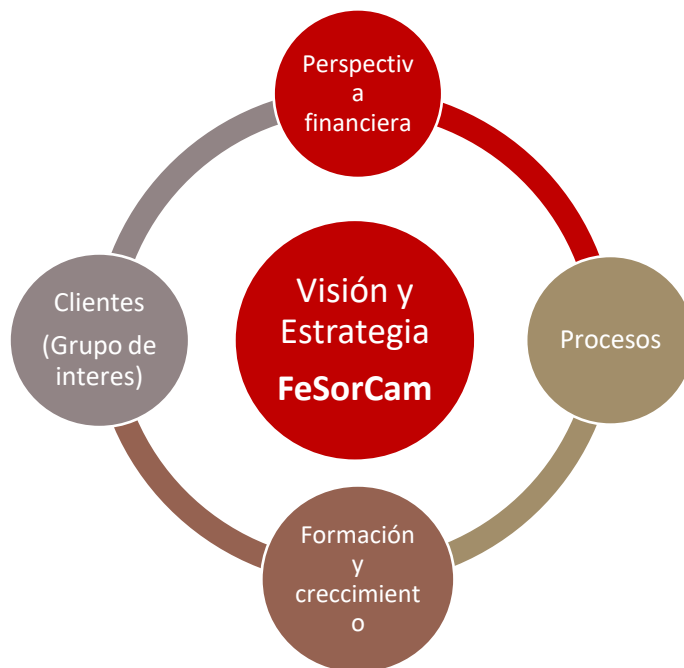 Perspectiv
a
financiera
Visión y
Estrategia
FeSorCam
Clientes
(Grupo de
interes)
Procesos
Formación
y
creccimient
o